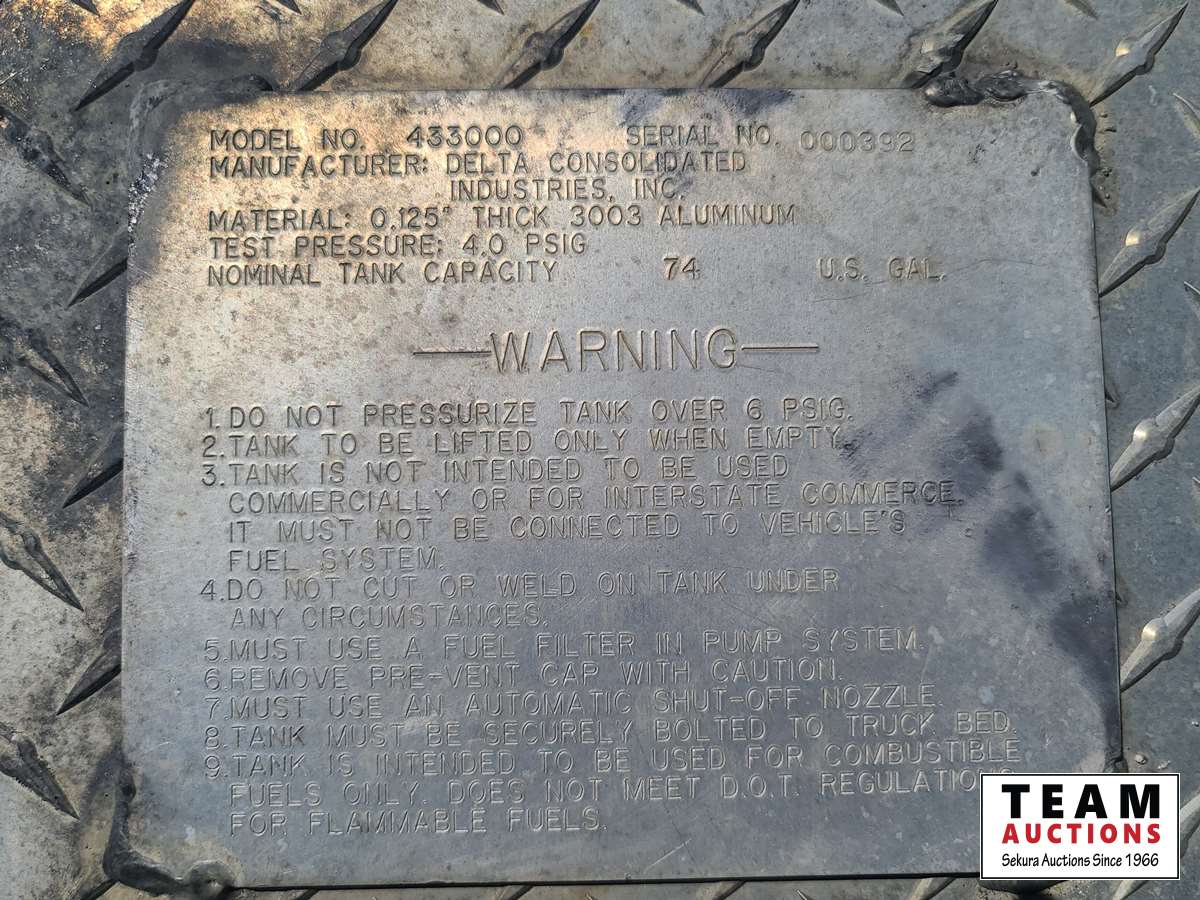 MODEL NO. 433000 SERIAL NO. 000392
MANUFACTURER: DELTA CONSOLIDATED
INDUSTRIES, INC.
MATERIAL: 0.125" THICK 3003 ALUMINUM
TEST PRESSURE: 4.0 PSIG
NOMINAL TANK CAPACITY 74 U.S. GAL.
WARNING
1. DO NOT PRESSURIZE TANK OVER 6 PSIG.
2. TANK TO BE LIFTED ONLY WHEN EMPTY.
3. TANK IS NOT INTENDED TO BE USED
COMMERCIALLY OR FOR INTERSTATE COMMERCE.
IT MUST NOT BE CONNECTED TO VEHICLE'S
FUEL SYSTEM.
4. DO NOT CUT OR WELD ON TANK UNDER
ANY CIRCUMSTANCES.
5. MUST USE A FUEL FILTER IN PUMP SYSTEM.
6. REMOVE PRE-VENT CAP WITH CAUTION.
7. MUST USE AN AUTOMATIC SHUT-OFF NOZZLE.
8. TANK MUST BE SECURELY BOLTED TO TRUCK BED.
9. TANK IS INTENDED TO BE USED FOR COMBUSTIBLE
FUELS ONLY. DOES NOT MEET D.O.T. REGULATIONS
FOR FLAMMABLE FUELS.
TEAM
AUCTIONS
Sekura Auctions Since 1966